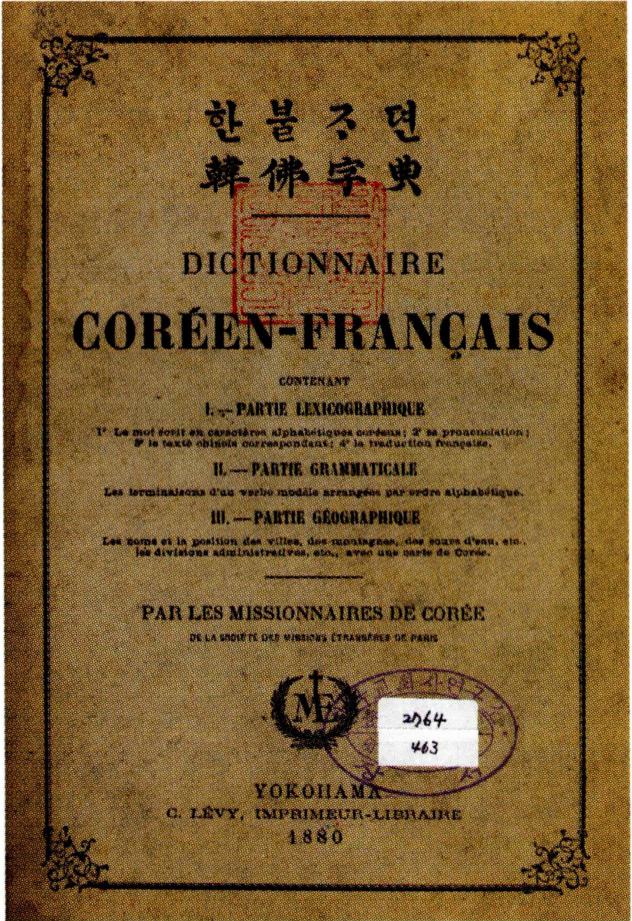 한불ᄌᆞ뎐
韓佛字典
DICTIONNAIRE
CORÉEN-FRANÇAIS
CONTENANT
I. — PARTIE LEXICOGRAPHIQUE
1° Le mot écrit en caractères alphabétiques coréens; 2° sa prononciation;
3° le texte chinois correspondant; 4° la traduction française.
II. — PARTIE GRAMMATICALE
Les terminaisons d'un verbe modèle arrangées par ordre alphabétique.
III. — PARTIE GÉOGRAPHIQUE
Les noms et la position des villes, des montagnes, des cours d'eau, etc.,
les divisions administratives, etc., avec une carte de Corée.
PAR LES MISSIONNAIRES DE CORÉE
DE LA SOCIÉTÉ DES MISSIONS ÉTRANGÈRES DE PARIS
ME
2764
463
YOKOHAMA
C. LÉVY, IMPRIMEUR-LIBRAIRE
1880